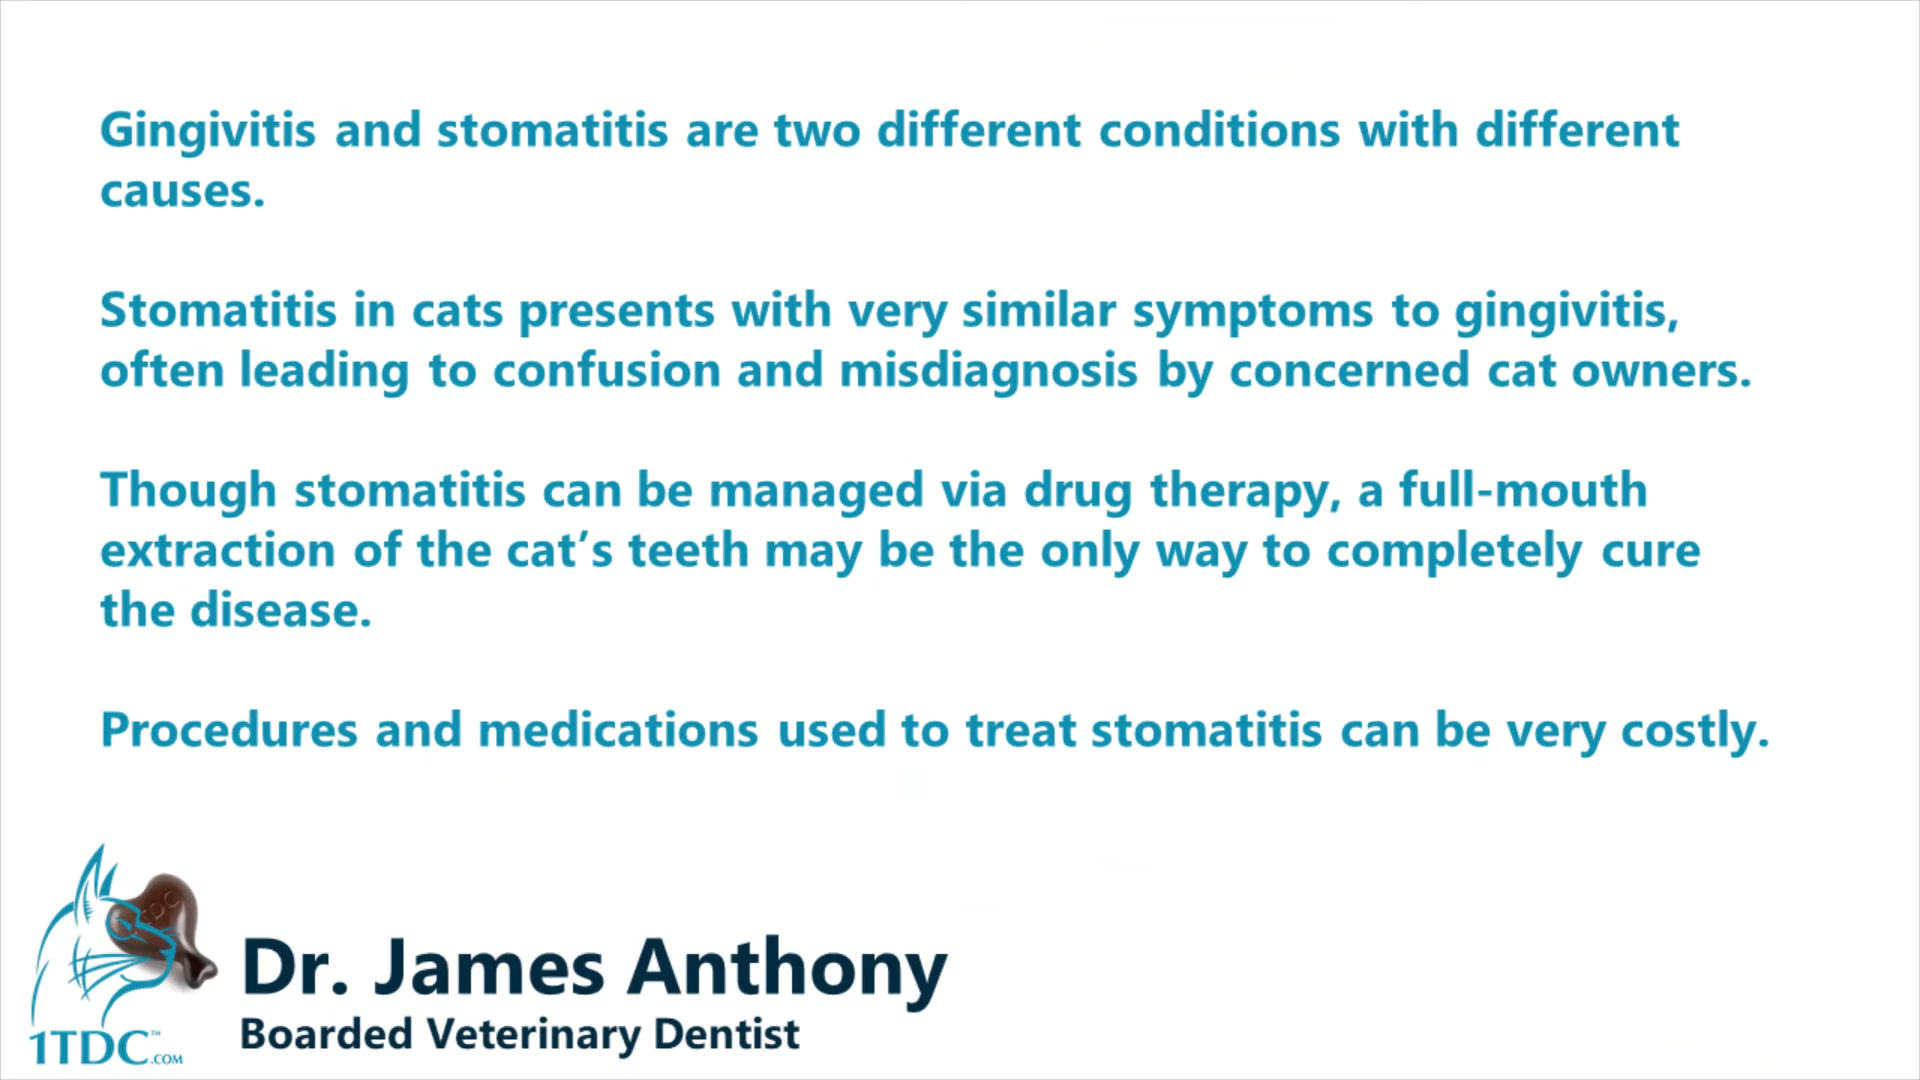 Gingivitis and stomatitis are two different conditions with different
causes.
Stomatitis in cats presents with very similar symptoms to gingivitis,
often leading to confusion and misdiagnosis by concerned cat owners.
Though stomatitis can be managed via drug therapy, a full-mouth
extraction of the cat’s teeth may be the only way to completely cure
the disease.
Procedures and medications used to treat stomatitis can be very costly.
1TDC
Dr. James Anthony
Boarded Veterinary Dentist
1TDC™.COM